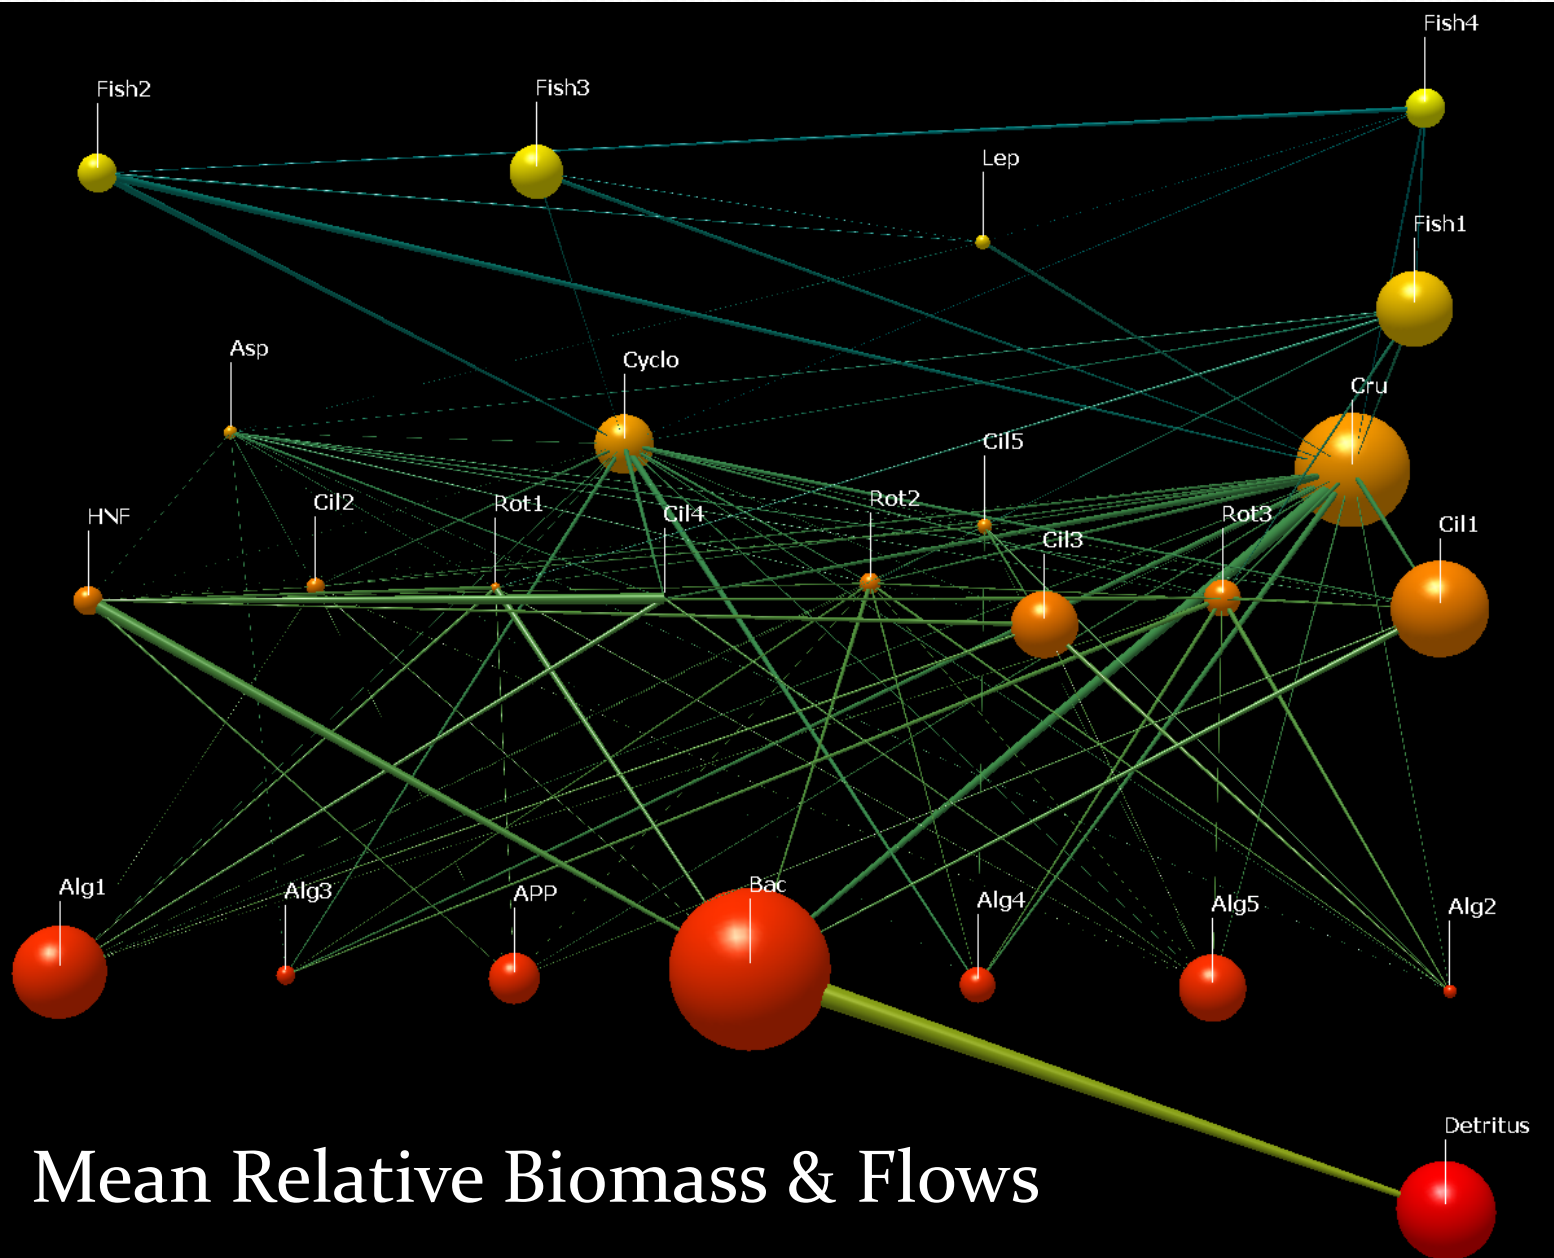 Fish4
Fish2
Fish3
Lep
Fish1
Asp
Cyclo
Cru
Cil5
HNF
Cil2
Rot1
Cil4
Rot2
Cil3
Rot3
Cil1
Alg1
Alg3
APP
Bac
Alg4
Alg5
Alg2
Detritus
Mean Relative Biomass & Flows